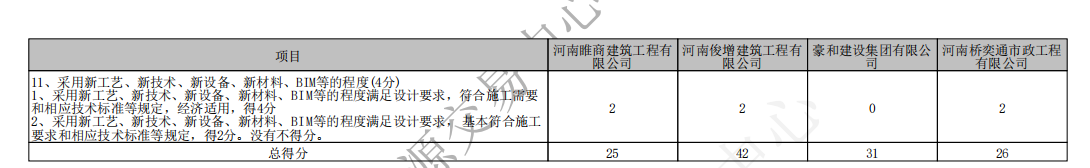 项目
河南睢商建筑工程有
限公司
河南俊增建筑工程有
限公司
豪和建设集团有限公
司
河南桥奕通市政工程
有限公司
11、采用新工艺、新技术、新设备、新材料、BIM等的程度(4分)
1、采用新工艺、新技术、新设备、新材料、BIM等的程度满足设计要求，符合施工需要
和相应技术标准等规定，经济适用，得4分
2、采用新工艺、新技术、新设备、新材料、BIM等的程度满足设计要求，基本符合施工
要求和相应技术标准等规定，得2分。没有不得分。
2
2
0
2
总得分
25
42
31
26
源交易中心
中心